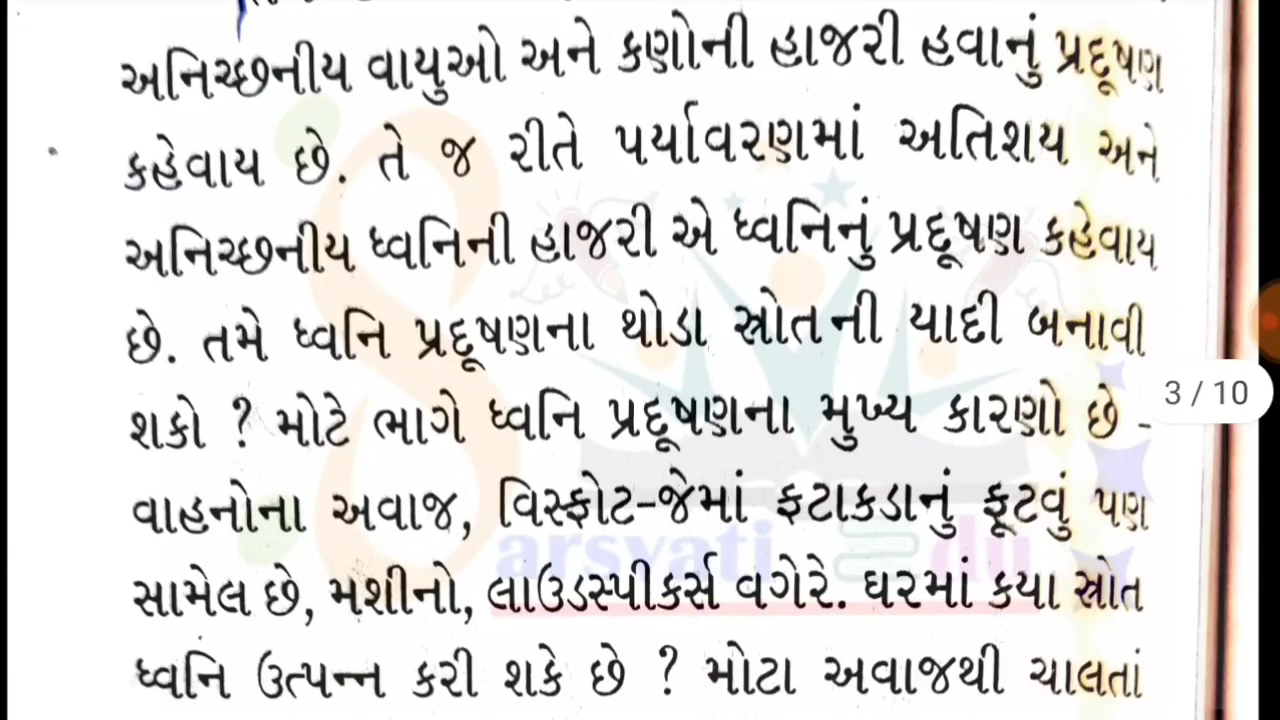 અનિચ્છનીય વાયુઓ અને કણોની હાજરી હવાનું પ્રદૂષણ
કહેવાય છે. તે જ રીતે પર્યાવરણમાં અતિશય અને
અનિચ્છનીય ધ્વનિની હાજરી એ ધ્વનિનું પ્રદૂષણ કહેવાય
છે. તમે ધ્વનિ પ્રદૂષણના થોડા સ્રોતની યાદી બનાવી
3 / 10
શકો ? મોટે ભાગે ધ્વનિ પ્રદૂષણના મુખ્ય કારણો છે -
વાહનોના અવાજ, વિસ્ફોટ-જેમાં ફટાકડાનું ફૂટવું પણ
arsvati Edu
સામેલ છે, મશીનો, લાઉડસ્પીકર્સ વગેરે. ઘરમાં કયા સ્રોત
ધ્વનિ ઉત્પન્ન કરી શકે છે ? મોટા અવાજથી ચાલતાં